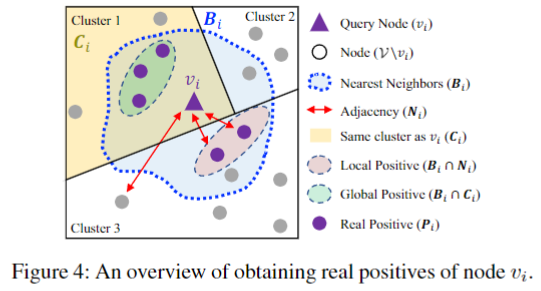 Cluster 1
B_i
Cluster 2
C_i
v_i
Cluster 3
Query Node (v_i)
Node (𝒱\v_i)
Nearest Neighbors (B_i)
Adjacency (N_i)
Same cluster as v_i (C_i)
Local Positive (B_i ∩ N_i)
Global Positive (B_i ∩ C_i)
Real Positive (P_i)
Figure 4: An overview of obtaining real positives of node v_i.